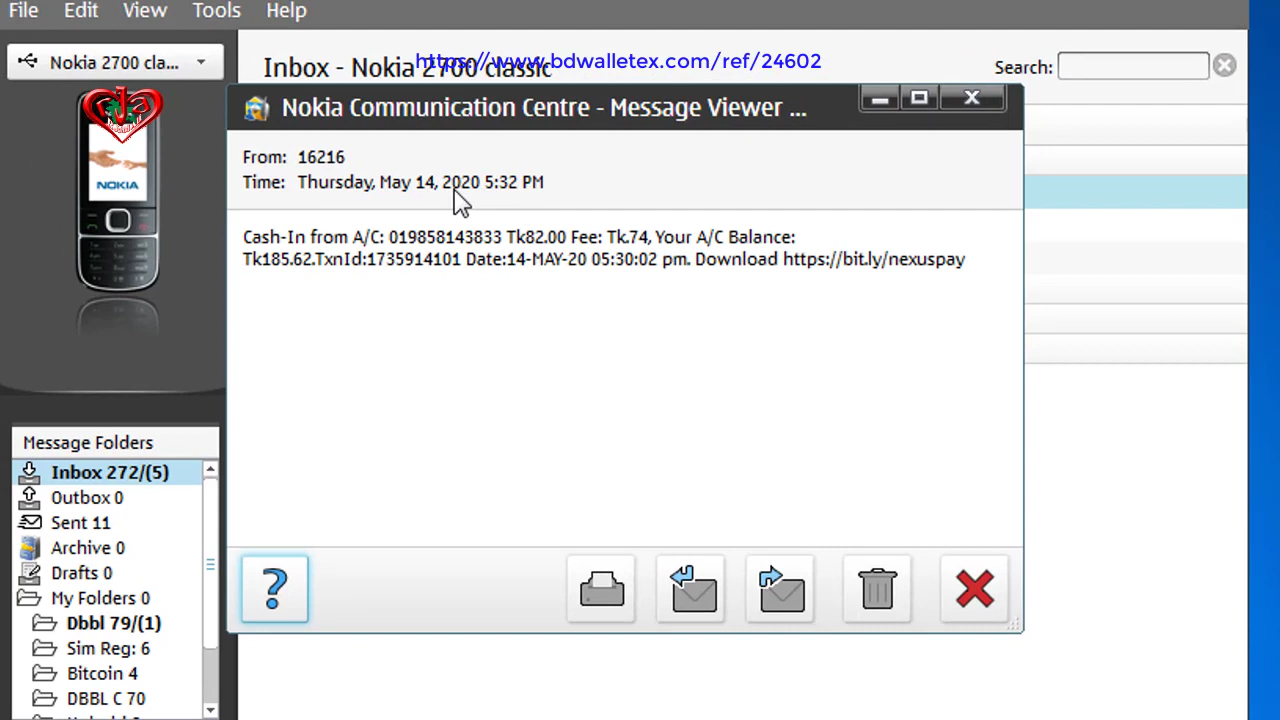 File Edit View Tools Help
Nokia 2700 cla...
NOKIA
Inbox - Nokia 2700 classic
https://www.bdwalletex.com/ref/24602
Search:
Nokia Communication Centre - Message Viewer ...
From: 16216
Time: Thursday, May 14, 2020 5:32 PM
Cash-In from A/C: 019858143833 Tk82.00 Fee: Tk.74, Your A/C Balance:
Tk185.62.TxnId:1735914101 Date:14-MAY-20 05:30:02 pm. Download https://bit.ly/nexuspay
Message Folders
Inbox 272/(5)
Outbox 0
Sent 11
Archive 0
Drafts 0
My Folders 0
Dbbl 79/(1)
Sim Reg: 6
Bitcoin 4
DBBL C 70